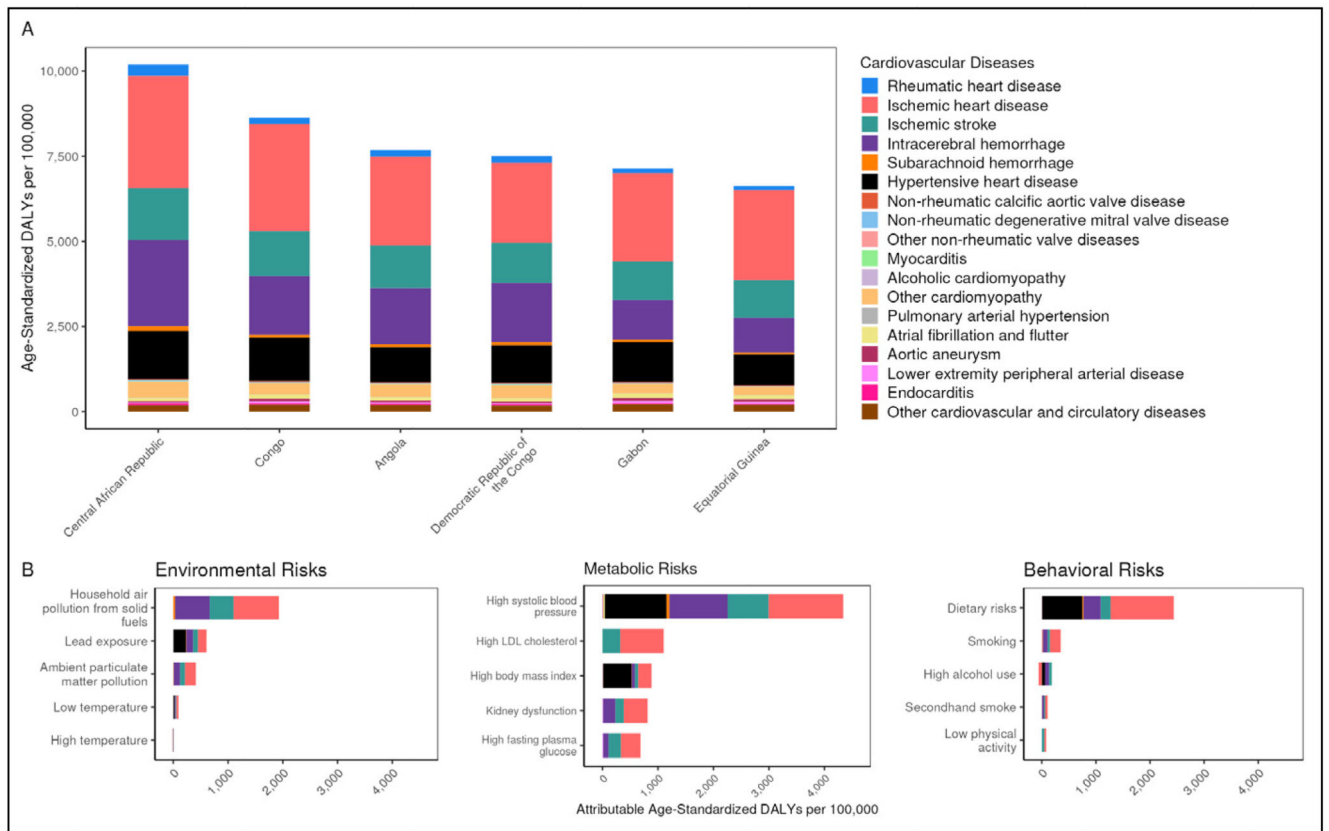 A
Age-Standardized DALYs per 100,000
10,000
7,500
5,000
2,500
0
Central African Republic
Congo
Angola
Democratic Republic of
the Congo
Gabon
Equatorial Guinea
Cardiovascular Diseases
Rheumatic heart disease
Ischemic heart disease
Ischemic stroke
Intracerebral hemorrhage
Subarachnoid hemorrhage
Hypertensive heart disease
Non-rheumatic calcific aortic valve disease
Non-rheumatic degenerative mitral valve disease
Other non-rheumatic valve diseases
Myocarditis
Alcoholic cardiomyopathy
Other cardiomyopathy
Pulmonary arterial hypertension
Atrial fibrillation and flutter
Aortic aneurysm
Lower extremity peripheral arterial disease
Endocarditis
Other cardiovascular and circulatory diseases
B
Environmental Risks
Household air
pollution from solid
fuels
Lead exposure
Ambient particulate
matter pollution
Low temperature
High temperature
0
1,000
2,000
3,000
4,000
Metabolic Risks
High systolic blood
pressure
High LDL cholesterol
High body mass index
Kidney dysfunction
High fasting plasma
glucose
0
1,000
2,000
3,000
4,000
Attributable Age-Standardized DALYs per 100,000
Behavioral Risks
Dietary risks
Smoking
High alcohol use
Secondhand smoke
Low physical
activity
0
1,000
2,000
3,000
4,000